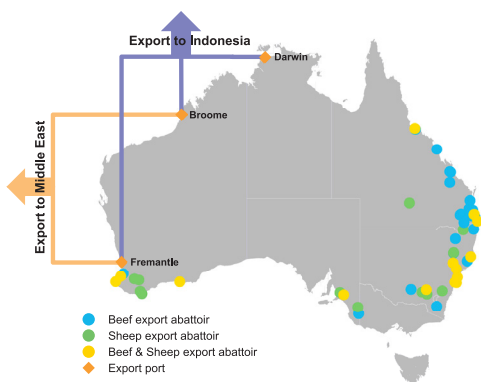 Export to Indonesia
Darwin
Broome
Export to Middle East
Fremantle
Beef export abattoir
Sheep export abattoir
Beef & Sheep export abattoir
Export port